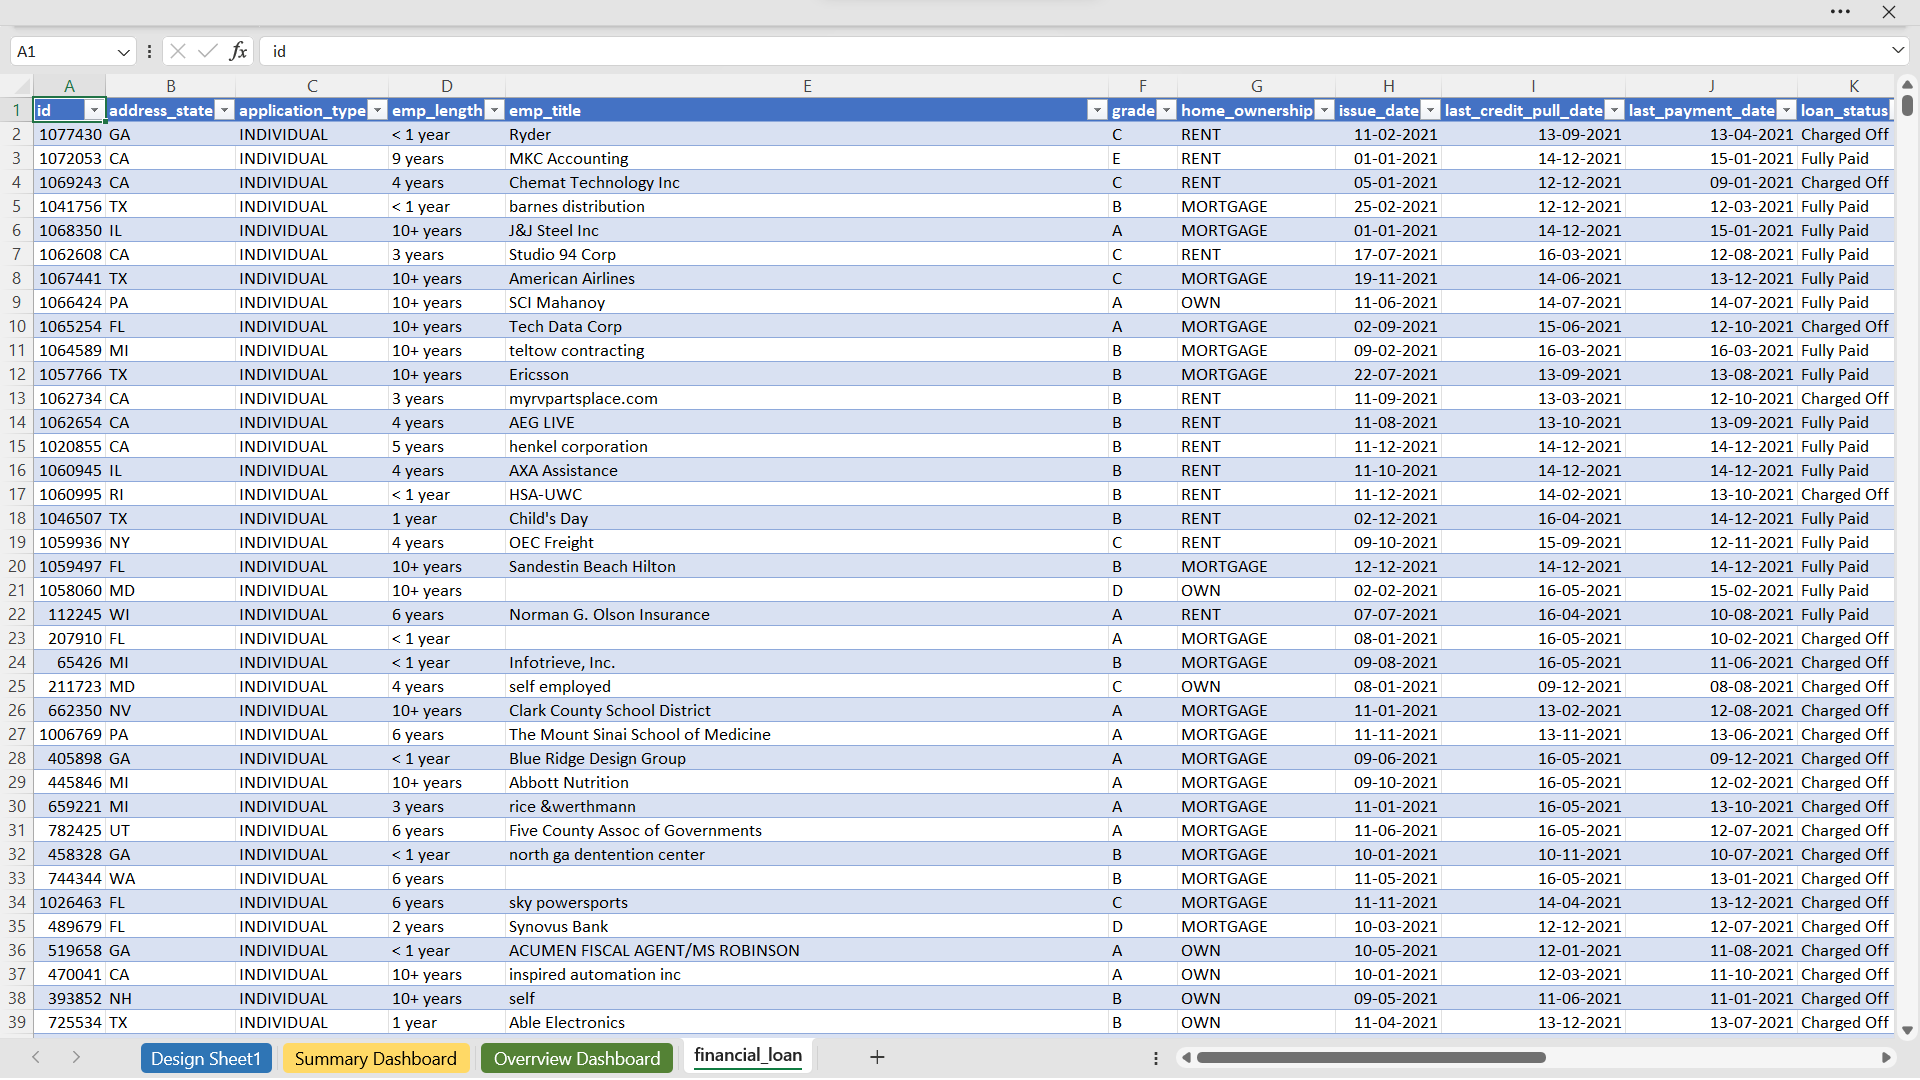 A1 fx id
A B C D E F G H I J K
1 id address_state application_type emp_length emp_title grade home_ownership issue_date last_credit_pull_date last_payment_date loan_status
2 1077430 GA INDIVIDUAL < 1 year Ryder C RENT 11-02-2021 13-09-2021 13-04-2021 Charged Off
3 1072053 CA INDIVIDUAL 9 years MKC Accounting E RENT 01-01-2021 14-12-2021 15-01-2021 Fully Paid
4 1069243 CA INDIVIDUAL 4 years Chemat Technology Inc C RENT 05-01-2021 12-12-2021 09-01-2021 Charged Off
5 1041756 TX INDIVIDUAL < 1 year barnes distribution B MORTGAGE 25-02-2021 12-12-2021 12-03-2021 Fully Paid
6 1068350 IL INDIVIDUAL 10+ years J&J Steel Inc A MORTGAGE 01-01-2021 14-12-2021 15-01-2021 Fully Paid
7 1062608 CA INDIVIDUAL 3 years Studio 94 Corp C RENT 17-07-2021 16-03-2021 12-08-2021 Fully Paid
8 1067441 TX INDIVIDUAL 10+ years American Airlines C MORTGAGE 19-11-2021 14-06-2021 13-12-2021 Fully Paid
9 1066424 PA INDIVIDUAL 10+ years SCI Mahanoy A OWN 11-06-2021 14-07-2021 14-07-2021 Fully Paid
10 1065254 FL INDIVIDUAL 10+ years Tech Data Corp A MORTGAGE 02-09-2021 15-06-2021 12-10-2021 Charged Off
11 1064589 MI INDIVIDUAL 10+ years teltow contracting B MORTGAGE 09-02-2021 16-03-2021 16-03-2021 Fully Paid
12 1057766 TX INDIVIDUAL 10+ years Ericsson B MORTGAGE 22-07-2021 13-09-2021 13-08-2021 Fully Paid
13 1062734 CA INDIVIDUAL 3 years myrvpartsplace.com B RENT 11-09-2021 13-03-2021 12-10-2021 Charged Off
14 1062654 CA INDIVIDUAL 4 years AEG LIVE B RENT 11-08-2021 13-10-2021 13-09-2021 Fully Paid
15 1020855 CA INDIVIDUAL 5 years henkel corporation B RENT 11-12-2021 14-12-2021 14-12-2021 Fully Paid
16 1060945 IL INDIVIDUAL 4 years AXA Assistance B RENT 11-10-2021 14-12-2021 14-12-2021 Fully Paid
17 1060995 RI INDIVIDUAL < 1 year HSA-UWC B RENT 11-12-2021 14-02-2021 13-10-2021 Charged Off
18 1046507 TX INDIVIDUAL 1 year Child's Day B RENT 02-12-2021 16-04-2021 14-12-2021 Fully Paid
19 1059936 NY INDIVIDUAL 4 years OEC Freight C RENT 09-10-2021 15-09-2021 12-11-2021 Fully Paid
20 1059497 FL INDIVIDUAL 10+ years Sandestin Beach Hilton B MORTGAGE 12-12-2021 14-12-2021 14-12-2021 Fully Paid
21 1058060 MD INDIVIDUAL 10+ years D OWN 02-02-2021 16-05-2021 15-02-2021 Fully Paid
22 112245 WI INDIVIDUAL 6 years Norman G. Olson Insurance A RENT 07-07-2021 16-04-2021 10-08-2021 Fully Paid
23 207910 FL INDIVIDUAL < 1 year A MORTGAGE 08-01-2021 16-05-2021 10-02-2021 Charged Off
24 65426 MI INDIVIDUAL < 1 year Infotrieve, Inc. B MORTGAGE 09-08-2021 16-05-2021 11-06-2021 Charged Off
25 211723 MD INDIVIDUAL 4 years self employed C OWN 08-01-2021 09-12-2021 08-08-2021 Charged Off
26 662350 NV INDIVIDUAL 10+ years Clark County School District A MORTGAGE 11-01-2021 13-02-2021 12-08-2021 Charged Off
27 1006769 PA INDIVIDUAL 6 years The Mount Sinai School of Medicine A MORTGAGE 11-11-2021 13-11-2021 13-06-2021 Charged Off
28 405898 GA INDIVIDUAL < 1 year Blue Ridge Design Group A MORTGAGE 09-06-2021 16-05-2021 09-12-2021 Charged Off
29 445846 MI INDIVIDUAL 10+ years Abbott Nutrition A MORTGAGE 09-10-2021 16-05-2021 12-02-2021 Charged Off
30 659221 MI INDIVIDUAL 3 years rice &werthmann A MORTGAGE 11-01-2021 16-05-2021 13-10-2021 Charged Off
31 782425 UT INDIVIDUAL 6 years Five County Assoc of Governments A MORTGAGE 11-06-2021 16-05-2021 12-07-2021 Charged Off
32 458328 GA INDIVIDUAL < 1 year north ga dentention center B MORTGAGE 10-01-2021 10-11-2021 10-07-2021 Charged Off
33 744344 WA INDIVIDUAL 6 years B MORTGAGE 11-05-2021 16-05-2021 13-01-2021 Charged Off
34 1026463 FL INDIVIDUAL 6 years sky powersports C MORTGAGE 11-11-2021 14-04-2021 13-12-2021 Charged Off
35 489679 FL INDIVIDUAL 2 years Synovus Bank D MORTGAGE 10-03-2021 12-12-2021 12-07-2021 Charged Off
36 519658 GA INDIVIDUAL < 1 year ACUMEN FISCAL AGENT/MS ROBINSON A OWN 10-05-2021 12-01-2021 11-08-2021 Charged Off
37 470041 CA INDIVIDUAL 10+ years inspired automation inc A OWN 10-01-2021 12-03-2021 11-10-2021 Charged Off
38 393852 NH INDIVIDUAL 10+ years self B OWN 09-05-2021 11-06-2021 11-01-2021 Charged Off
39 725534 TX INDIVIDUAL 1 year Able Electronics B OWN 11-04-2021 13-12-2021 13-07-2021 Charged Off
Design Sheet1 Summary Dashboard Overrview Dashboard financial_loan